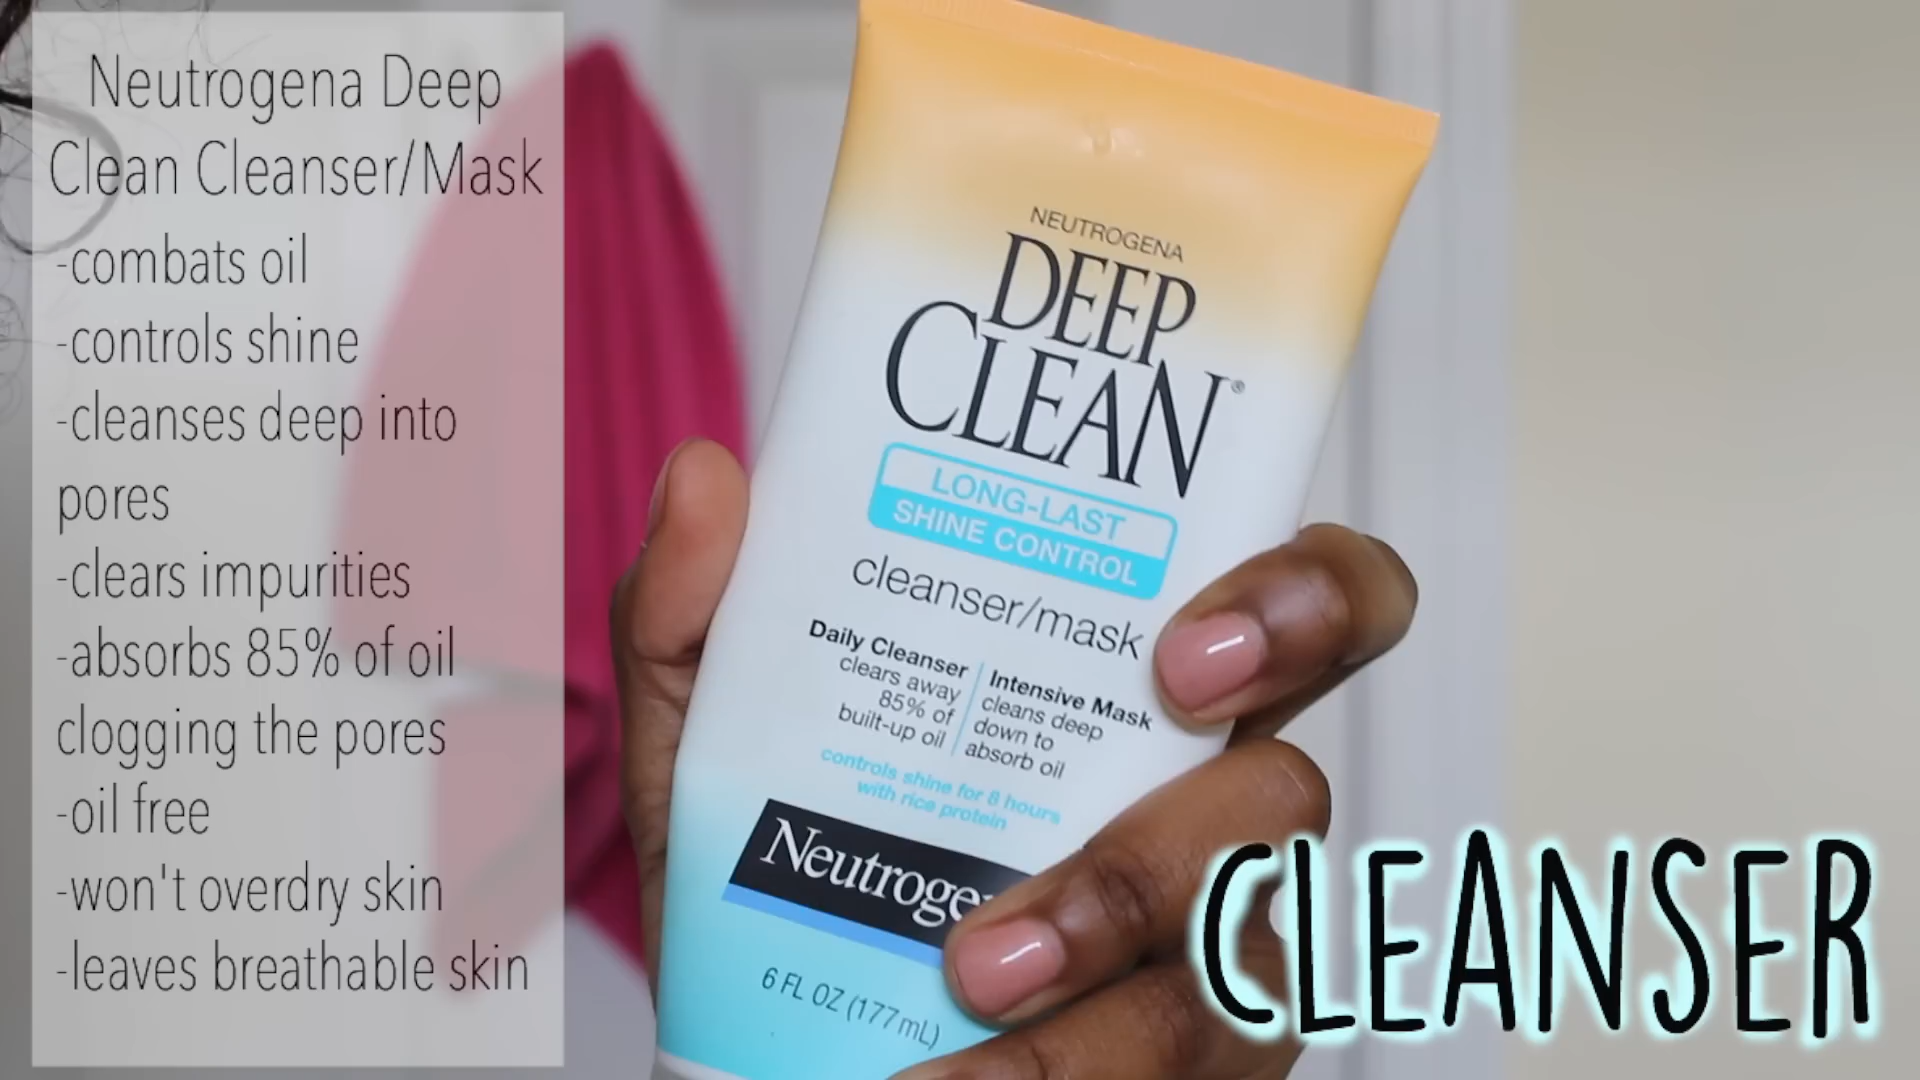 Neutrogena Deep
Clean Cleanser/Mask
-combats oil
-controls shine
-cleanses deep into
pores
-clears impurities
-absorbs 85% of oil
clogging the pores
-oil free
-won't overdry skin
-leaves breathable skin
NEUTROGENA
DEEP
CLEAN®
LONG-LAST
SHINE CONTROL
cleanser/mask
Daily Cleanser
clears away
85% of
built-up oil
Intensive Mask
cleans deep
down to
absorb oil
controls shine for 8 hours
with rice protein
Neutroge
6 FL OZ (177mL)
CLEANSER